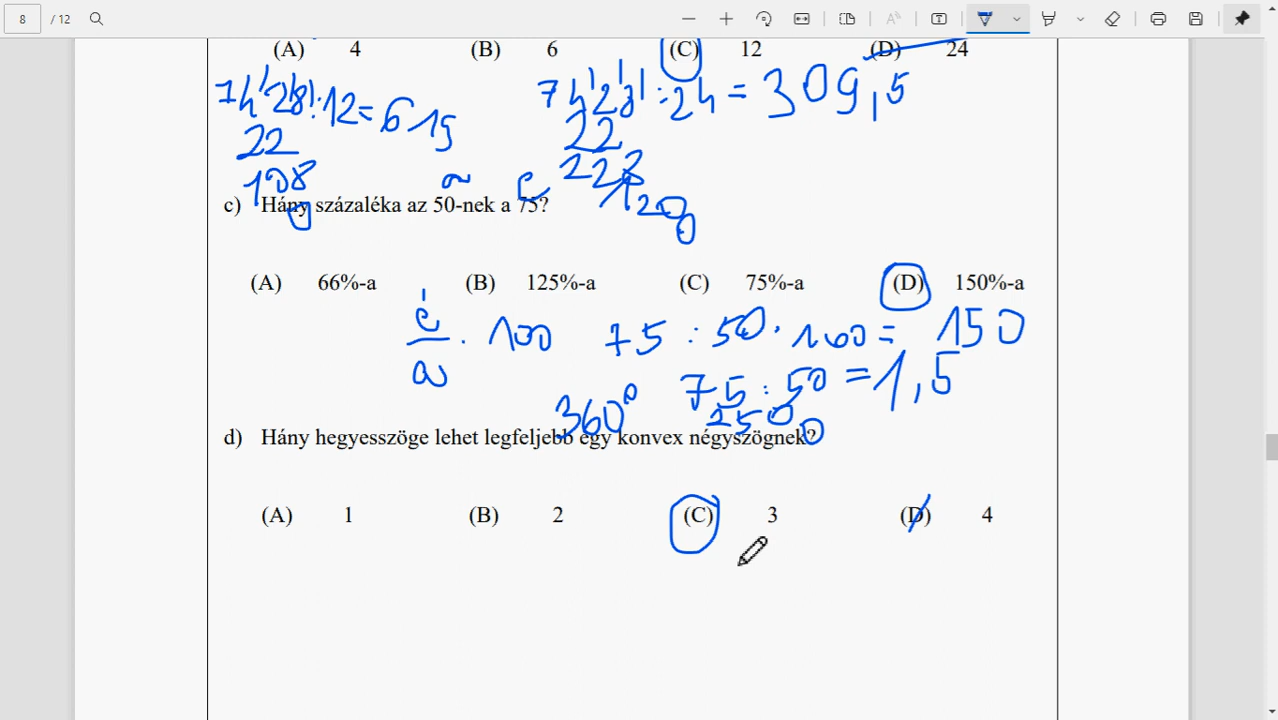 8 / 12
(A) 4 (B) 6 (C) 12 (D) 24
7428:12=619 7428:24=309,5
22 22
108 228
0 120
0
a é
c) Hány százaléka az 50-nek a 75?
(A) 66%-a (B) 125%-a (C) 75%-a (D) 150%-a
é/a · 100 75:50·100= 150
360° 75:50=1,5
250
0
d) Hány hegyesszöge lehet legfeljebb egy konvex négyszögnek?
(A) 1 (B) 2 (C) 3 (D) 4